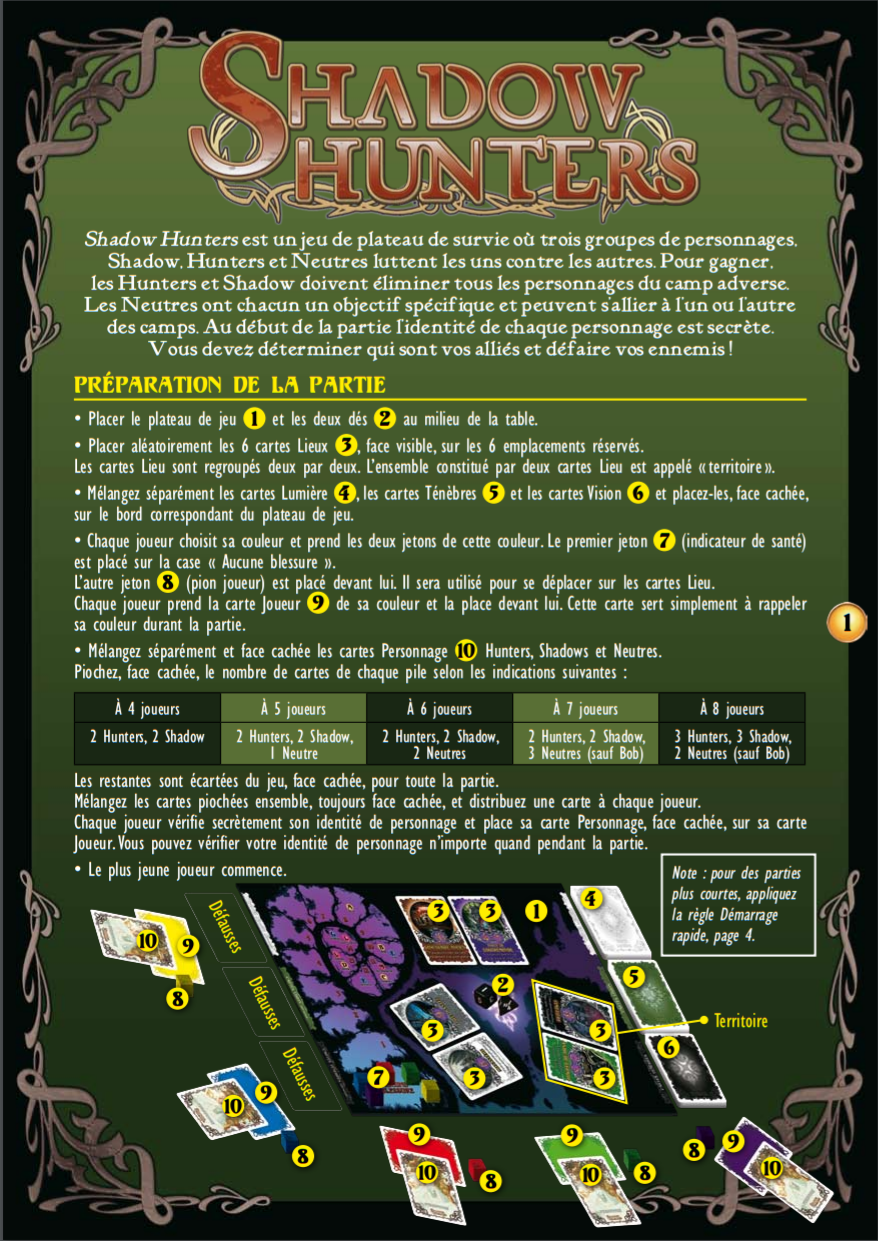 SHADOW
HUNTERS
Shadow Hunters est un jeu de plateau de survie où trois groupes de personnages,
Shadow, Hunters et Neutres luttent les uns contre les autres. Pour gagner,
les Hunters et Shadow doivent éliminer tous les personnages du camp adverse.
Les Neutres ont chacun un objectif spécifique et peuvent s'allier à l'un ou l'autre
des camps. Au début de la partie l'identité de chaque personnage est secrète.
Vous devez déterminer qui sont vos alliés et défaire vos ennemis !
PRÉPARATION DE LA PARTIE
• Placer le plateau de jeu 1 et les deux dés 2 au milieu de la table.
• Placer aléatoirement les 6 cartes Lieux 3, face visible, sur les 6 emplacements réservés.
Les cartes Lieu sont regroupés deux par deux. L'ensemble constitué par deux cartes Lieu est appelé « territoire ».
• Mélangez séparément les cartes Lumière 4, les cartes Ténèbres 5 et les cartes Vision 6 et placez-les, face cachée,
sur le bord correspondant du plateau de jeu.
• Chaque joueur choisit sa couleur et prend les deux jetons de cette couleur. Le premier jeton 7 (indicateur de santé)
est placé sur la case « Aucune blessure ».
L'autre jeton 8 (pion joueur) est placé devant lui. Il sera utilisé pour se déplacer sur les cartes Lieu.
Chaque joueur prend la carte Joueur 9 de sa couleur et la place devant lui. Cette carte sert simplement à rappeler
sa couleur durant la partie.
1
• Mélangez séparément et face cachée les cartes Personnage 10 Hunters, Shadows et Neutres.
Piochez, face cachée, le nombre de cartes de chaque pile selon les indications suivantes :
À 4 joueurs À 5 joueurs À 6 joueurs À 7 joueurs À 8 joueurs
2 Hunters, 2 Shadow 2 Hunters, 2 Shadow, 2 Hunters, 2 Shadow, 2 Hunters, 2 Shadow, 3 Hunters, 3 Shadow,
1 Neutre 2 Neutres 3 Neutres (sauf Bob) 2 Neutres (sauf Bob)
Les restantes sont écartées du jeu, face cachée, pour toute la partie.
Mélangez les cartes piochées ensemble, toujours face cachée, et distribuez une carte à chaque joueur.
Chaque joueur vérifie secrètement son identité de personnage et place sa carte Personnage, face cachée, sur sa carte
Joueur. Vous pouvez vérifier votre identité de personnage n'importe quand pendant la partie.
• Le plus jeune joueur commence.
Note : pour des parties
plus courtes, appliquez
la règle Démarrage
rapide, page 4.
10 9 8
Défausses
Défausses
Défausses
3 3 1 4
2 5
3 3
Territoire
7 3 3 6
10 9 8
9 10 8
9 10 8
8 9 10